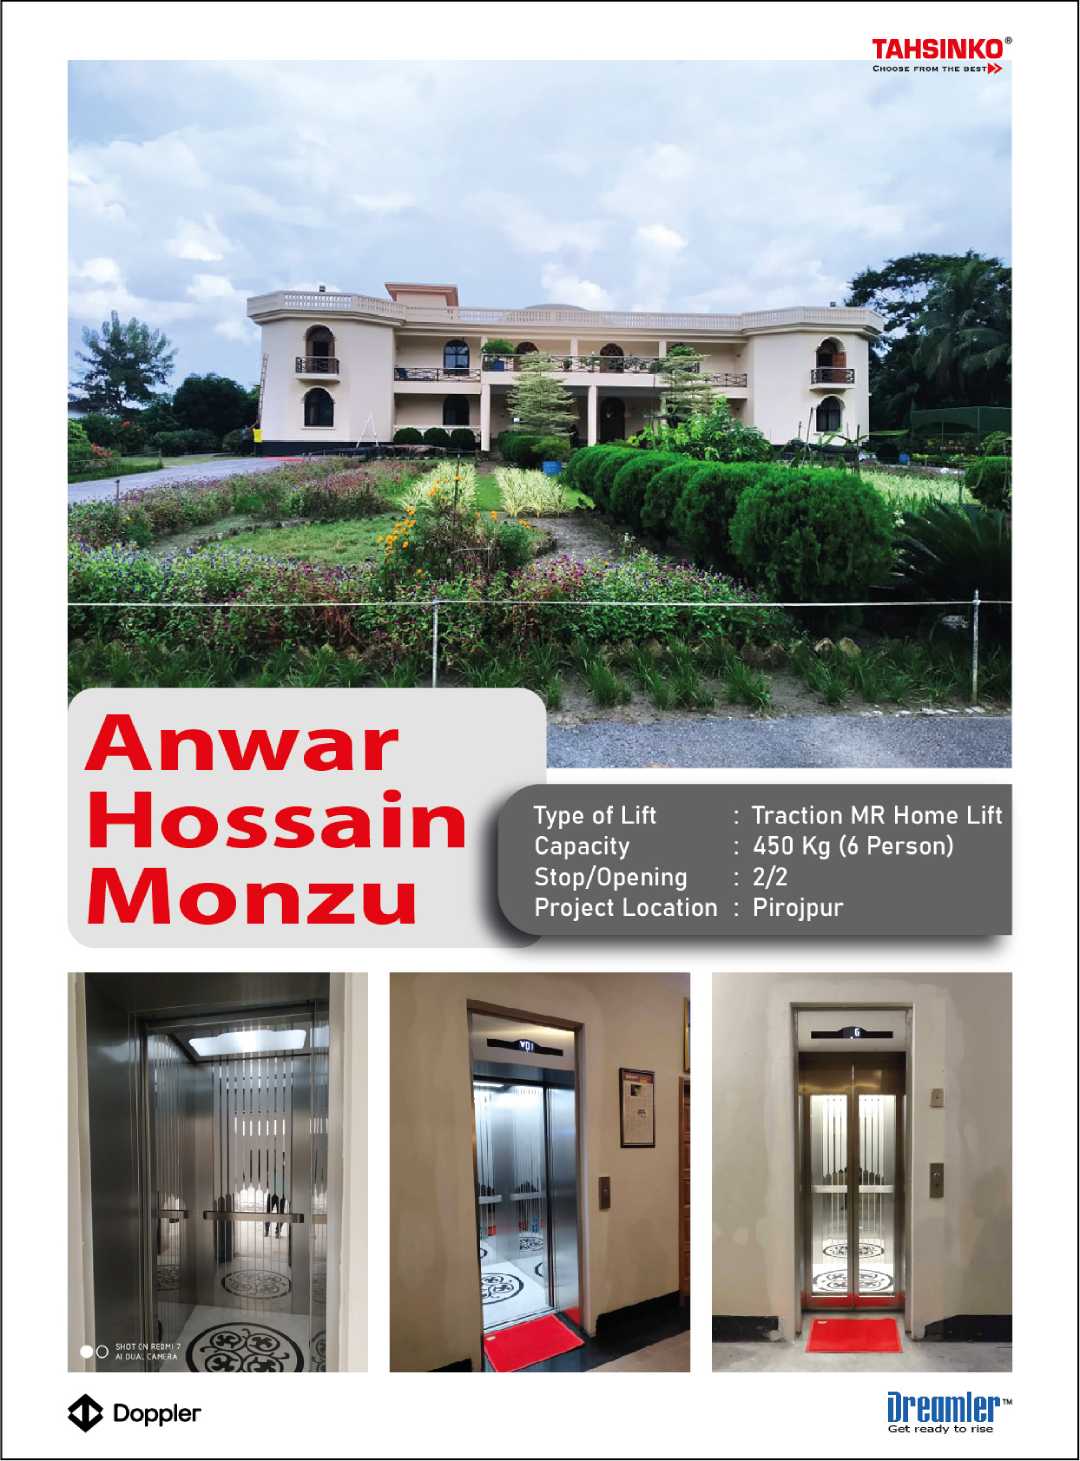 TAHSINKO®
CHOOSE FROM THE BEST
Anwar
Hossain
Monzu
Type of Lift : Traction MR Home Lift
Capacity : 450 Kg (6 Person)
Stop/Opening : 2/2
Project Location : Pirojpur
G
SHOT ON REDMI 7
AI DUAL CAMERA
Doppler
Dreamler™
Get ready to rise